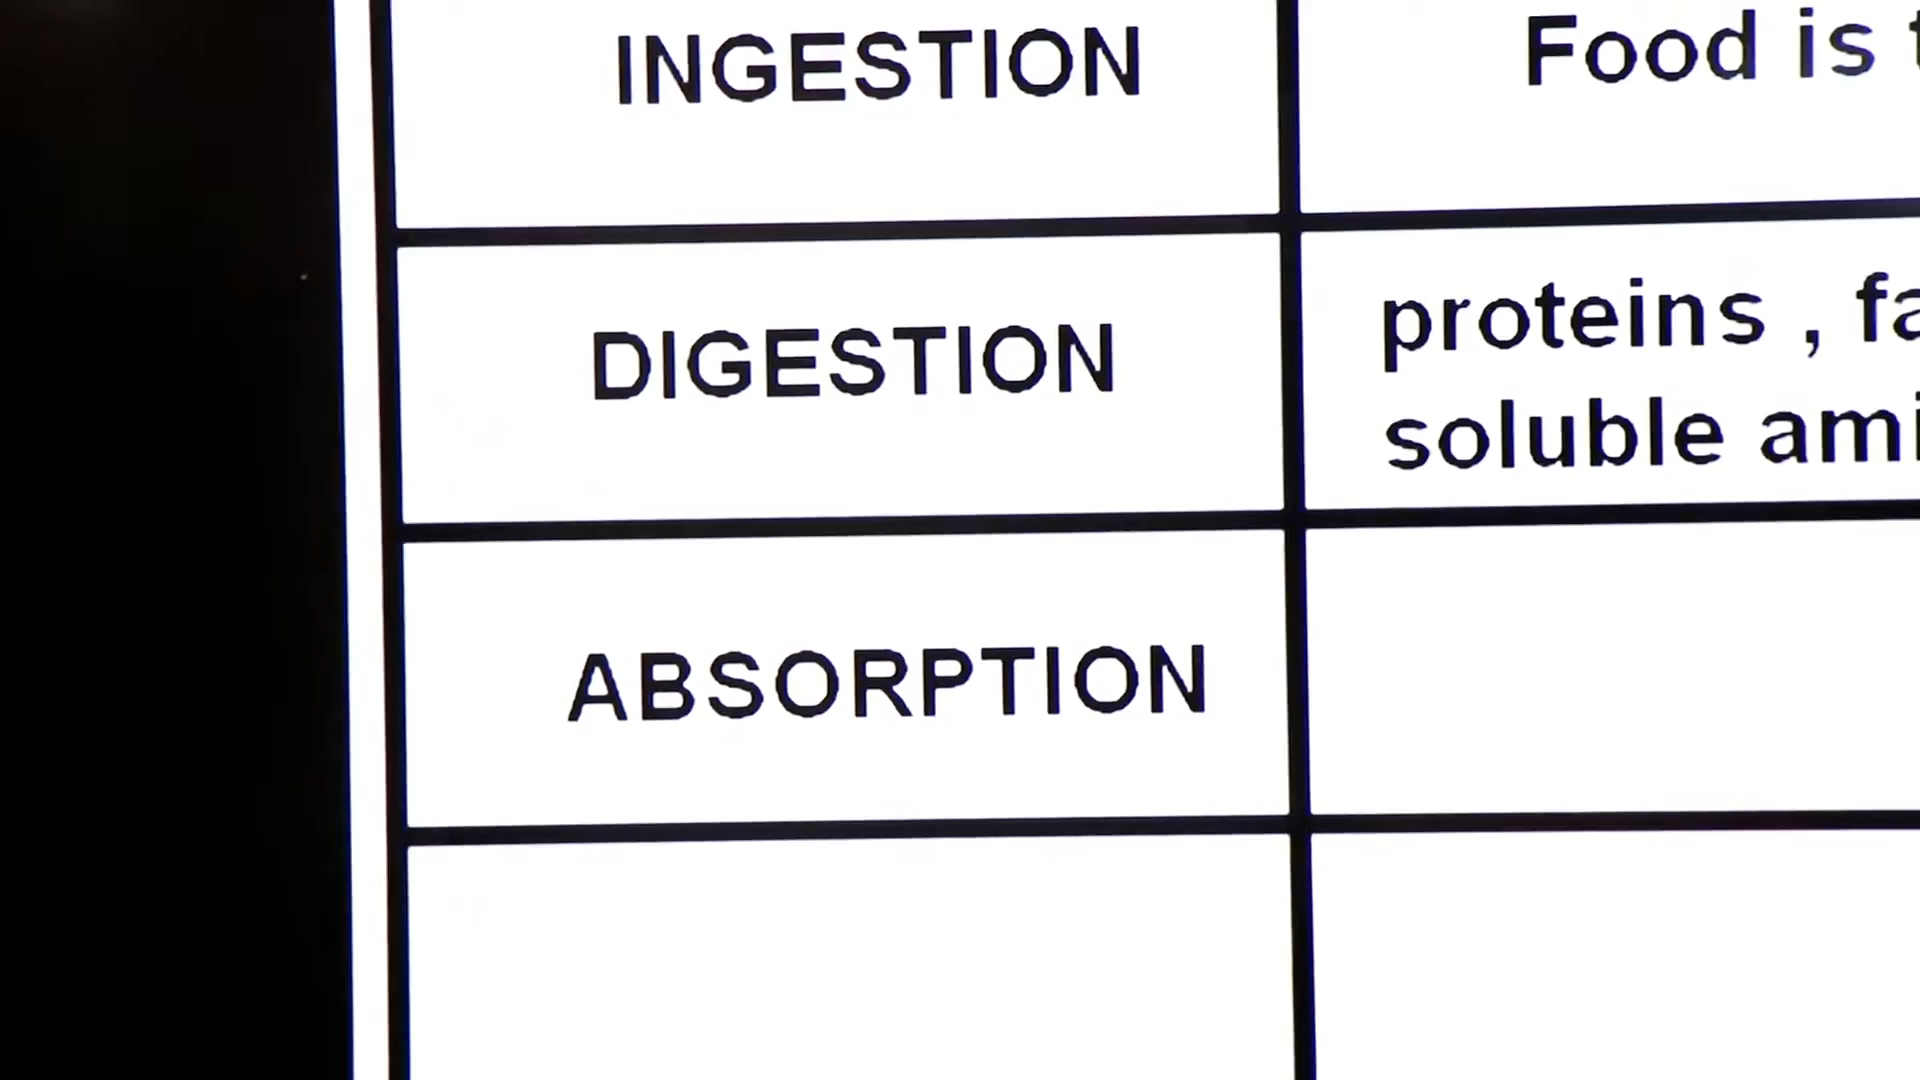 INGESTION
Food is
DIGESTION
proteins ,
soluble
ABSORPTION